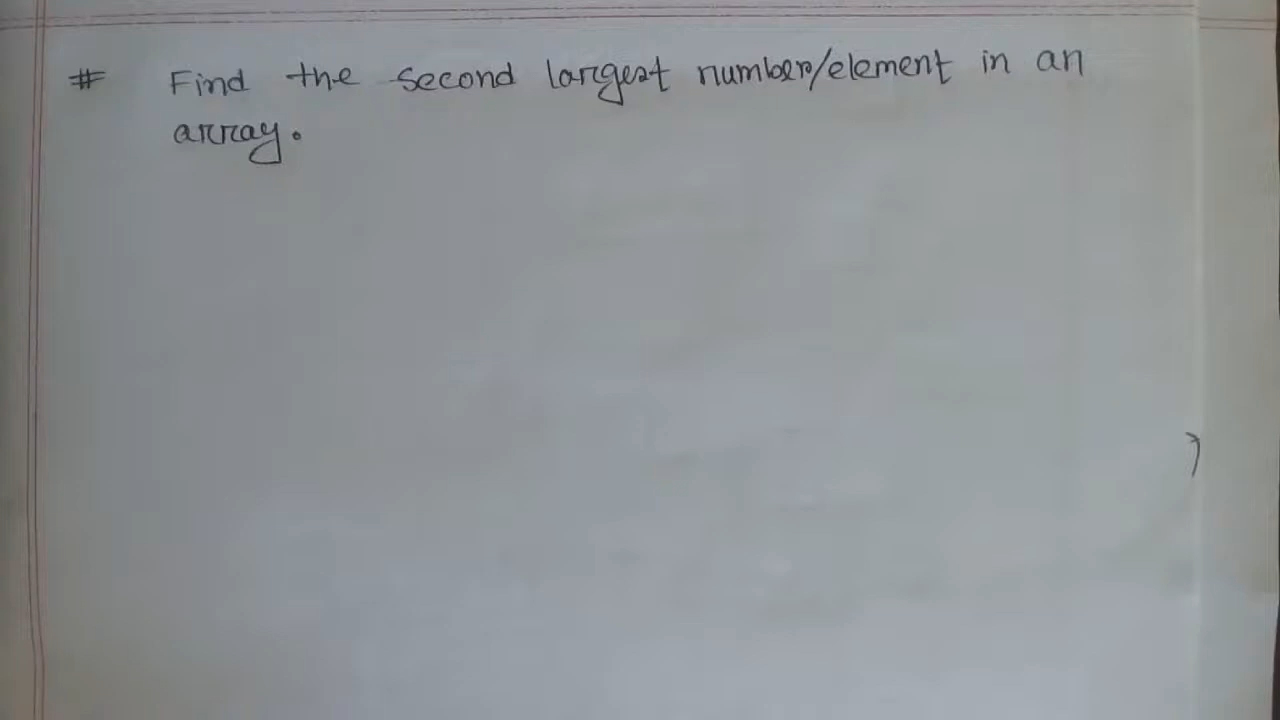 # Find the second largest number/element in an
array.